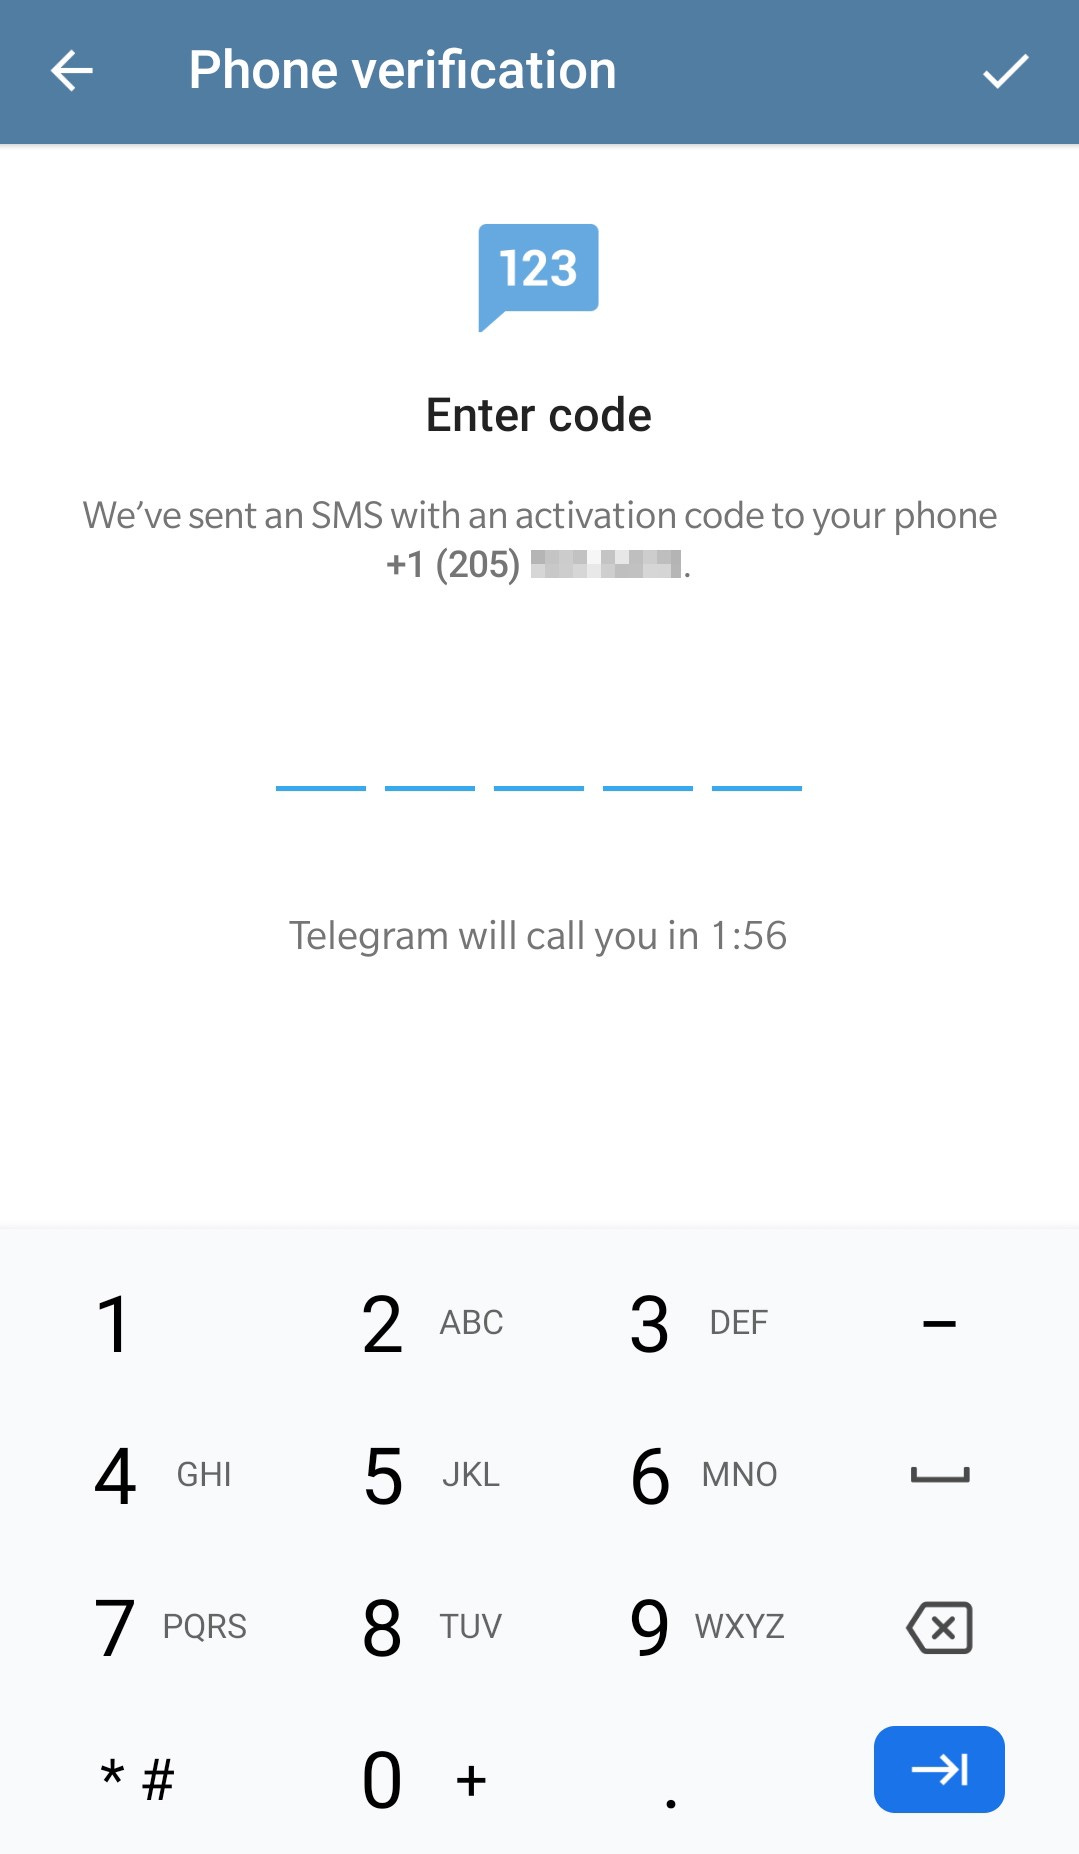 Phone verification
123
Enter code
We’ve sent an SMS with an activation code to your phone
+1 (205) .
Telegram will call you in 1:56
1 2 ABC 3 DEF –
4 GHI 5 JKL 6 MNO
7 PQRS 8 TUV 9 WXYZ
* # 0 + .